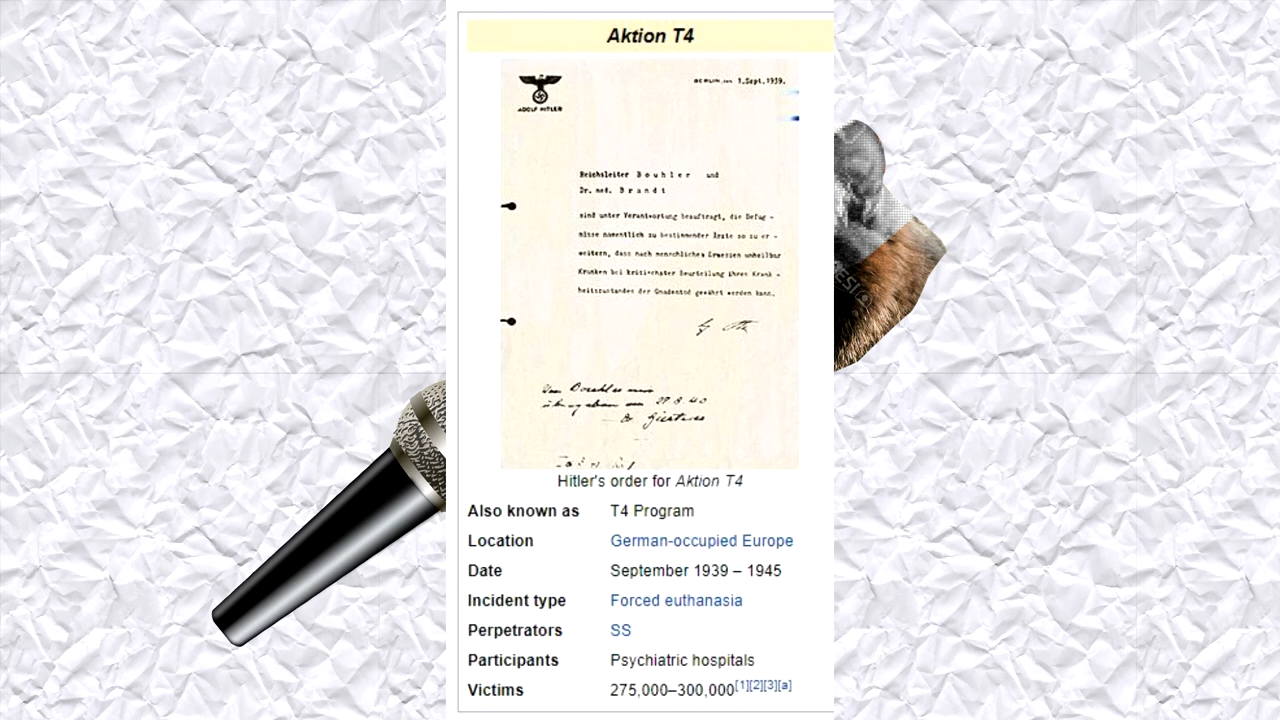 Aktion T4
BERLIN, den 1.Sept.1939.
ADOLF HITLER
Reichsleiter B o u h l e r und
Dr. med. B r a n d t
sind unter Verantwortung beauftragt, die Befug -
nisse namentlich zu bestimmender Ärzte so zu er -
weitern, dass nach menschlichem Ermessen unheilbar
Kranken bei kritischster Beurteilung ihres Krank -
heitszustandes der Gnadentod gewährt werden kann.
Hitler's order for Aktion T4
Also known as T4 Program
Location German-occupied Europe
Date September 1939 – 1945
Incident type Forced euthanasia
Perpetrators SS
Participants Psychiatric hospitals
Victims 275,000–300,000[1][2][3][a]